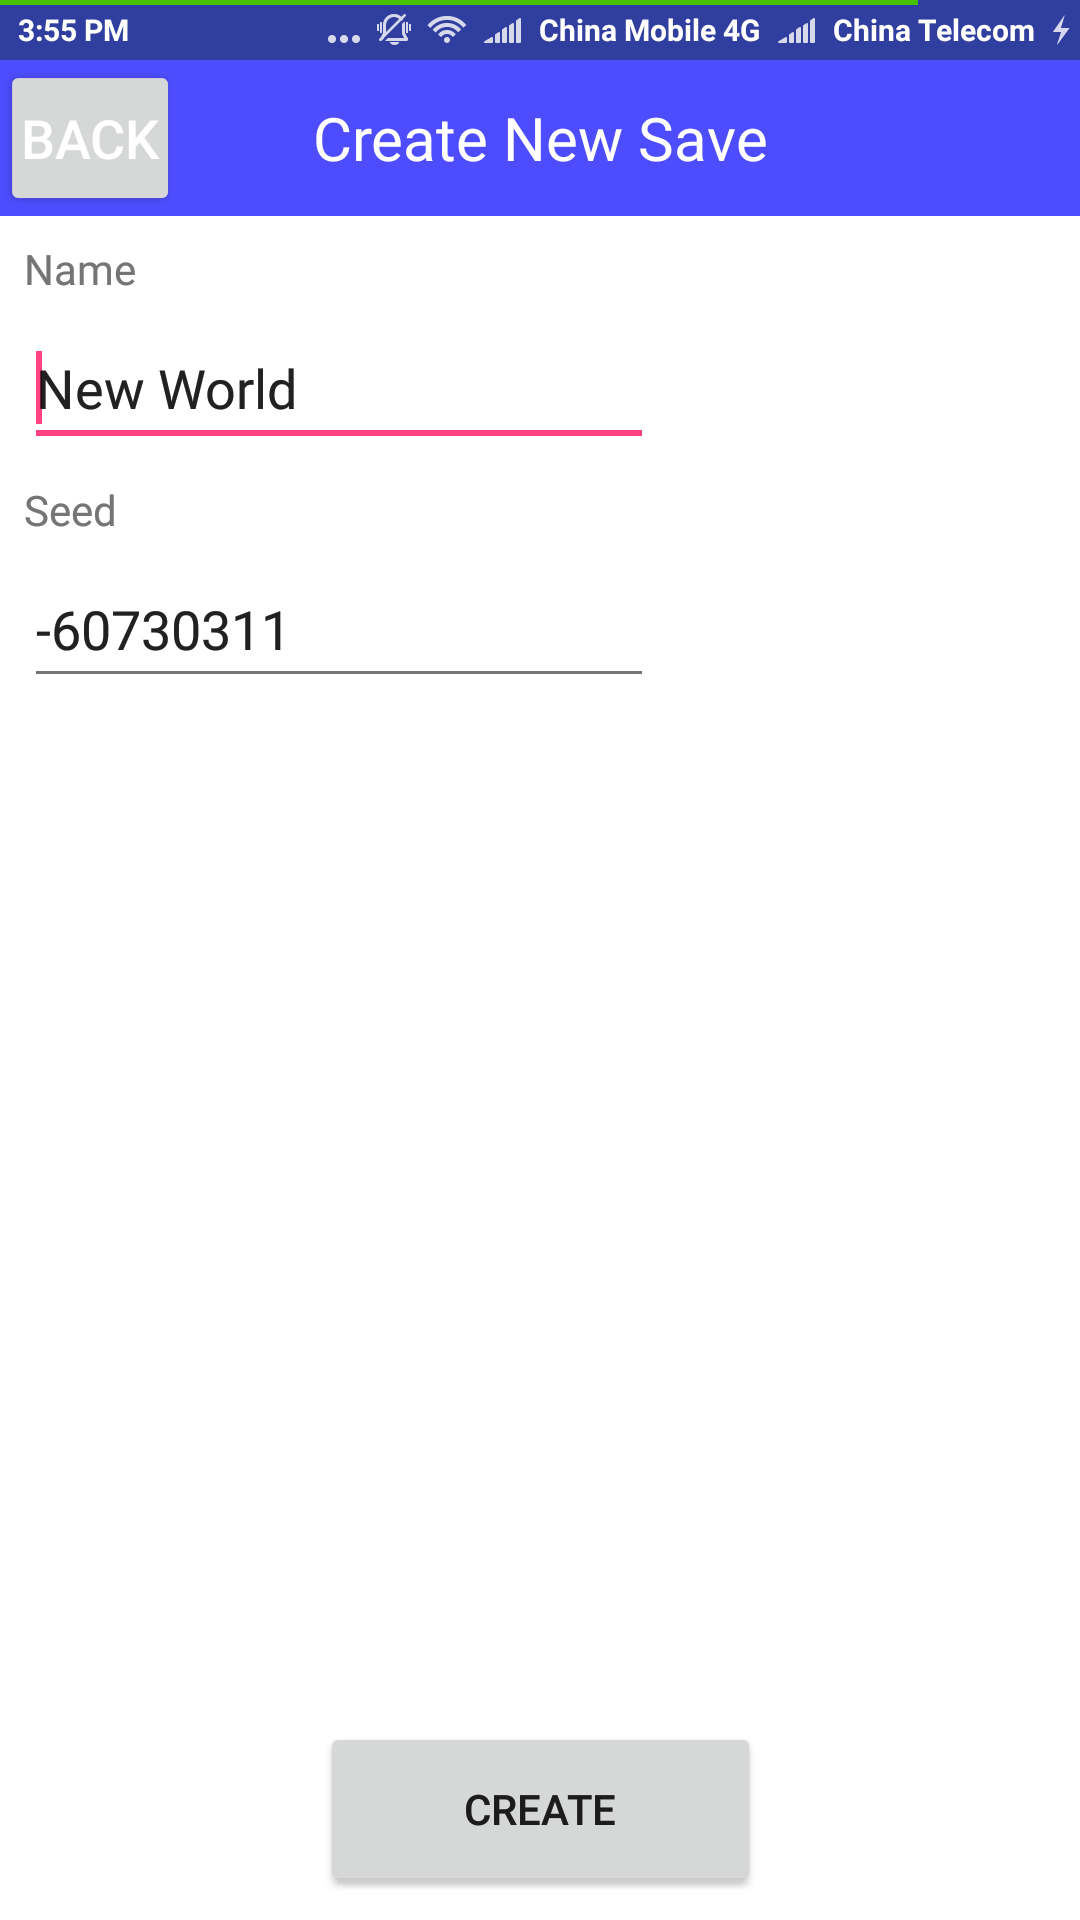 3:55 PM ... China Mobile 4G China Telecom
BACK Create New Save
Name
New World
Seed
-60730311
CREATE